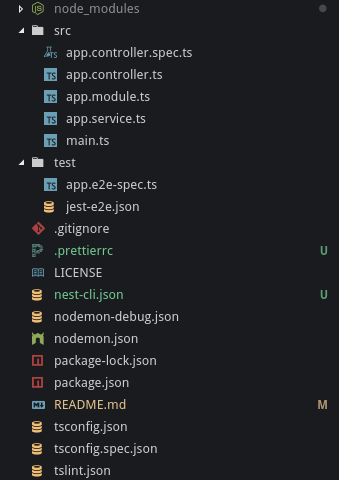 node_modules
src
app.controller.spec.ts
TS app.controller.ts
TS app.module.ts
TS app.service.ts
TS main.ts
test
TS app.e2e-spec.ts
jest-e2e.json
.gitignore
.prettierrc U
LICENSE
nest-cli.json U
nodemon-debug.json
nodemon.json
package-lock.json
package.json
README.md M
tsconfig.json
tsconfig.spec.json
tslint.json